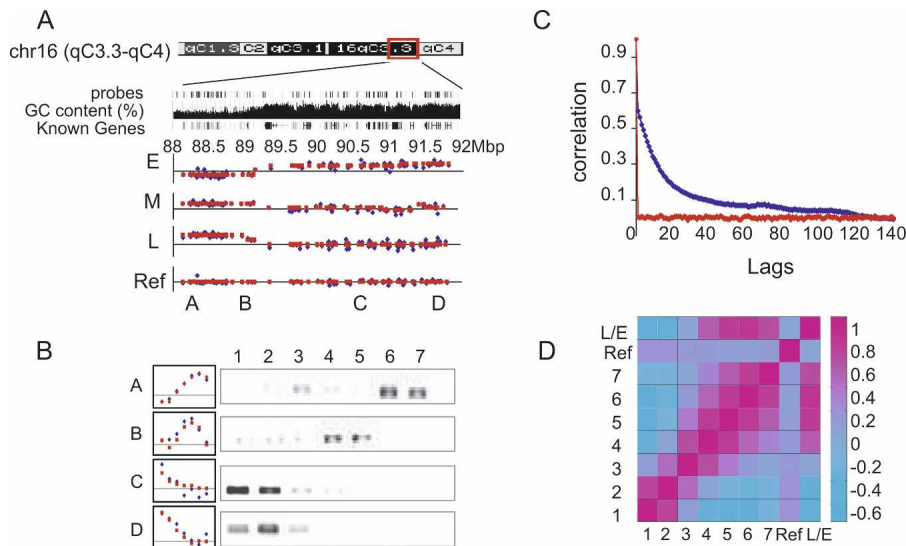 A
chr16 (qC3.3-qC4)
qC1.3 C2 qC3.1 16qC3.3 qC4
probes
GC content (%)
Known Genes
88 88.5 89 89.5 90 90.5 91 91.5 92Mbp
E
M
L
Ref
A B C D
B
1 2 3 4 5 6 7
A
B
C
D
C
correlation
0.9
0.7
0.5
0.3
0.1
0 20 40 60 80 100 120 140
Lags
D
L/E
Ref
7
6
5
4
3
2
1
1 2 3 4 5 6 7 Ref L/E
1
0.8
0.6
0.4
0.2
0
-0.2
-0.4
-0.6